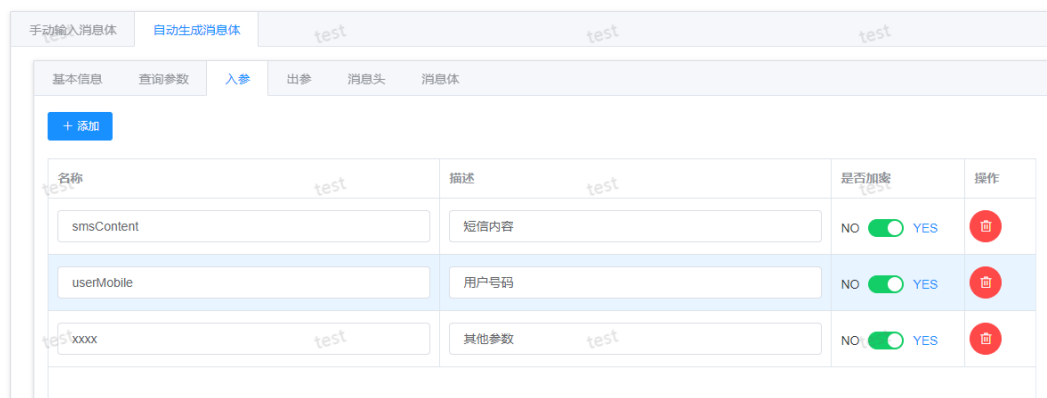 手动输入消息体 自动生成消息体
基本信息 查询参数 入参 出参 消息头 消息体
+ 添加
名称 描述 是否加密 操作
smsContent 短信内容 NO YES
userMobile 用户号码 NO YES
xxxx 其他参数 NO YES
test test test
test test test test
test test test test